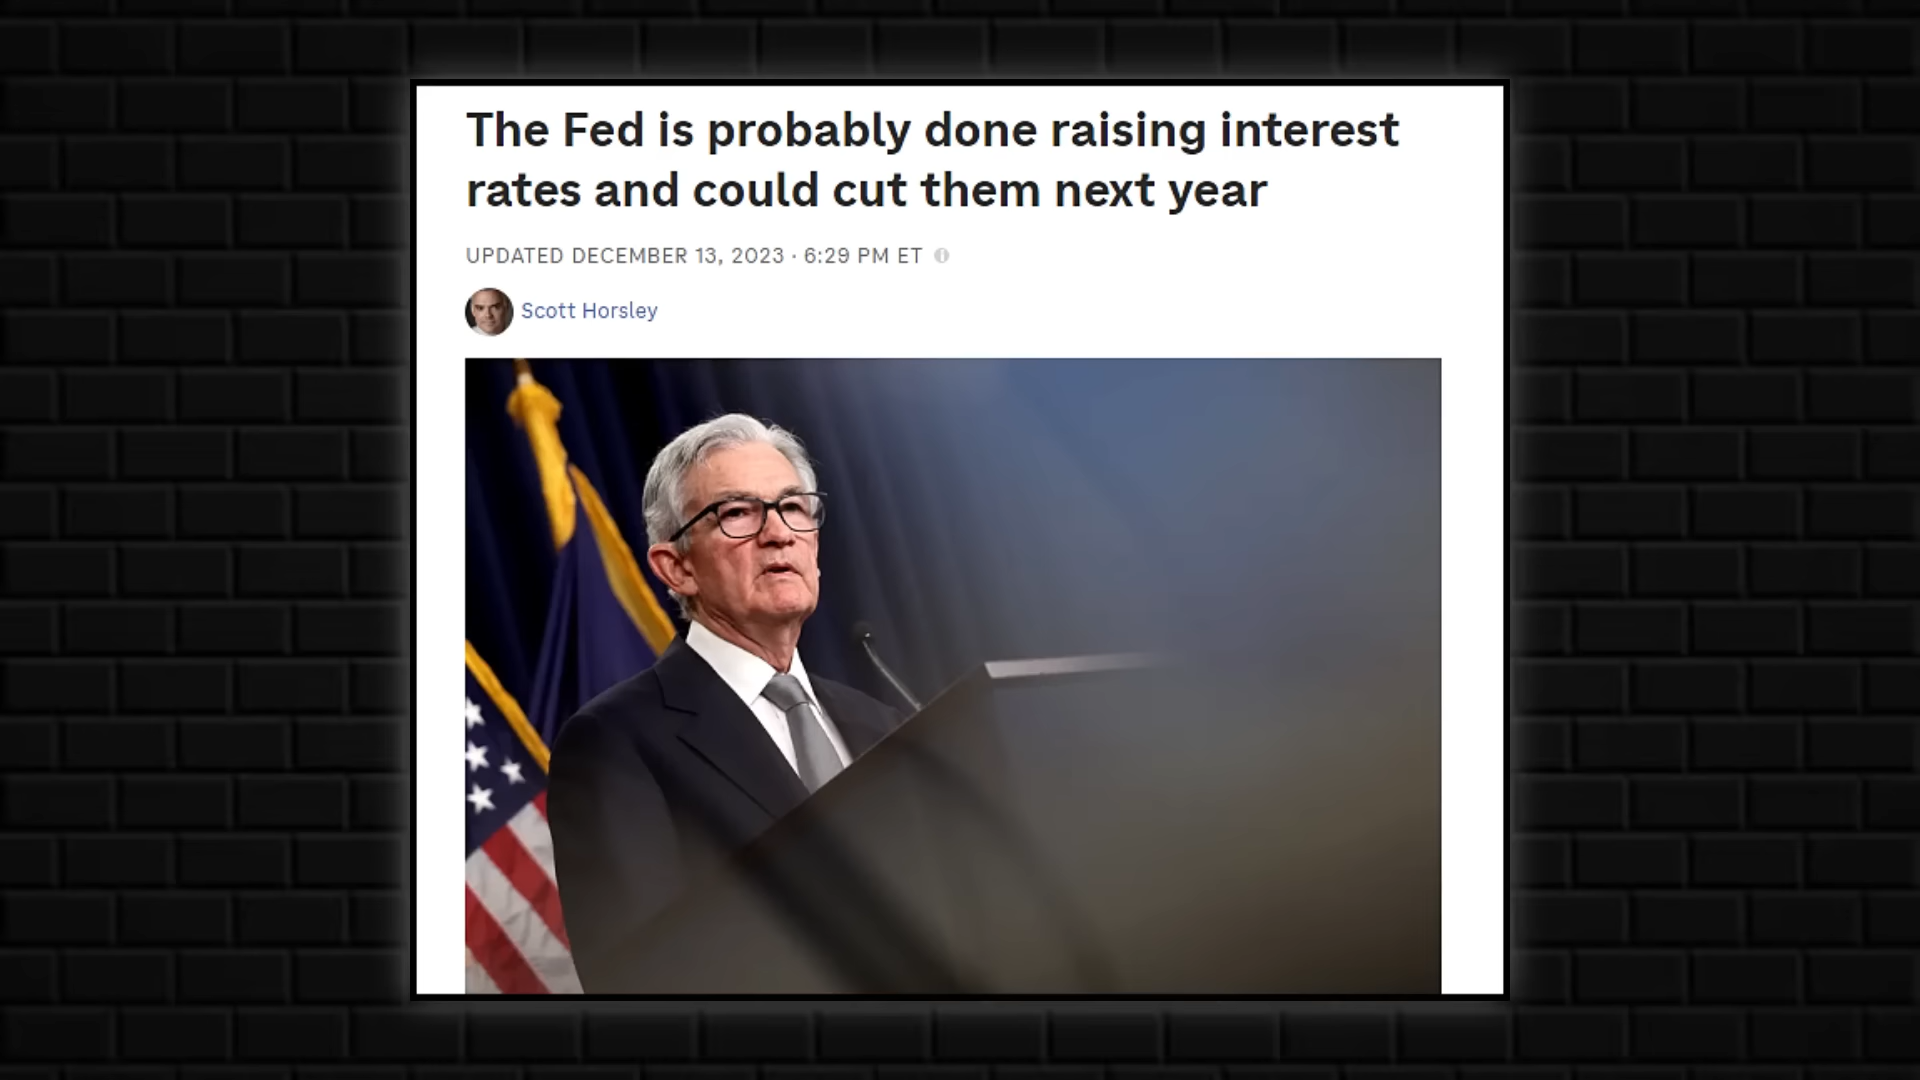 The Fed is probably done raising interest
rates and could cut them next year
UPDATED DECEMBER 13, 2023 · 6:29 PM ET
Scott Horsley